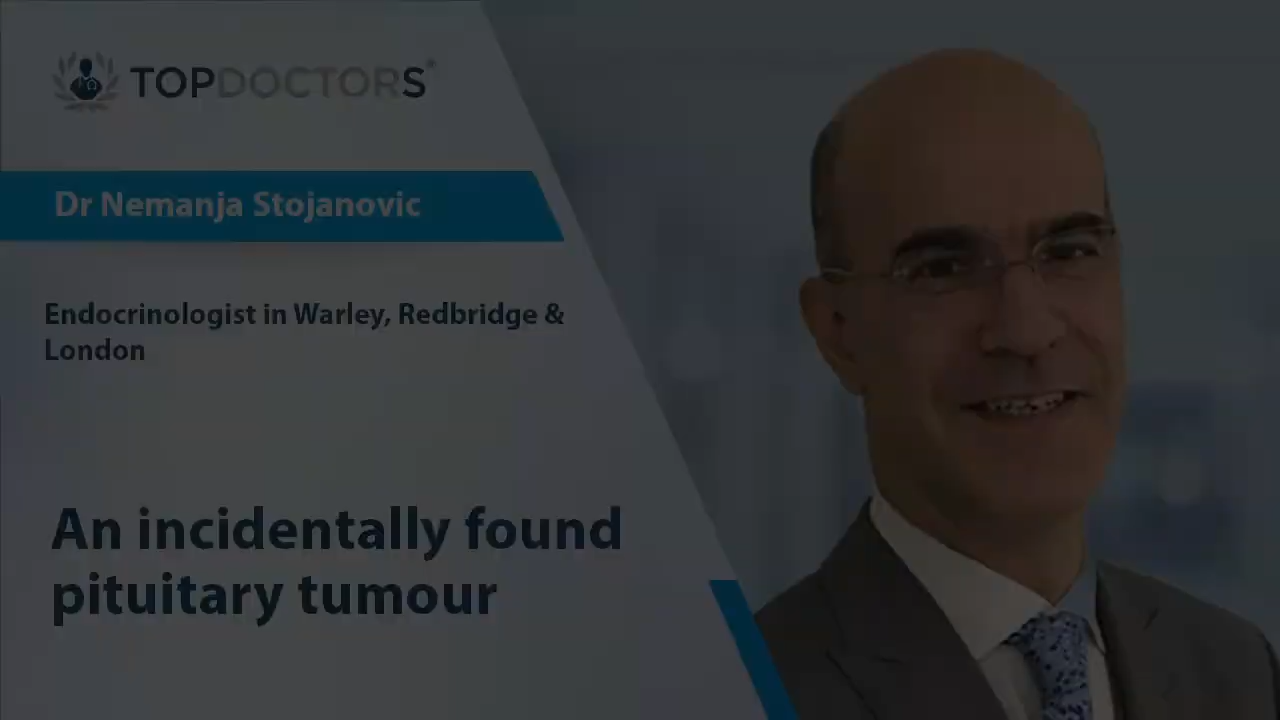 TOPDOCTORS®
Dr Nemanja Stojanovic
Endocrinologist in Warley, Redbridge &
London
An incidentally found
pituitary tumour